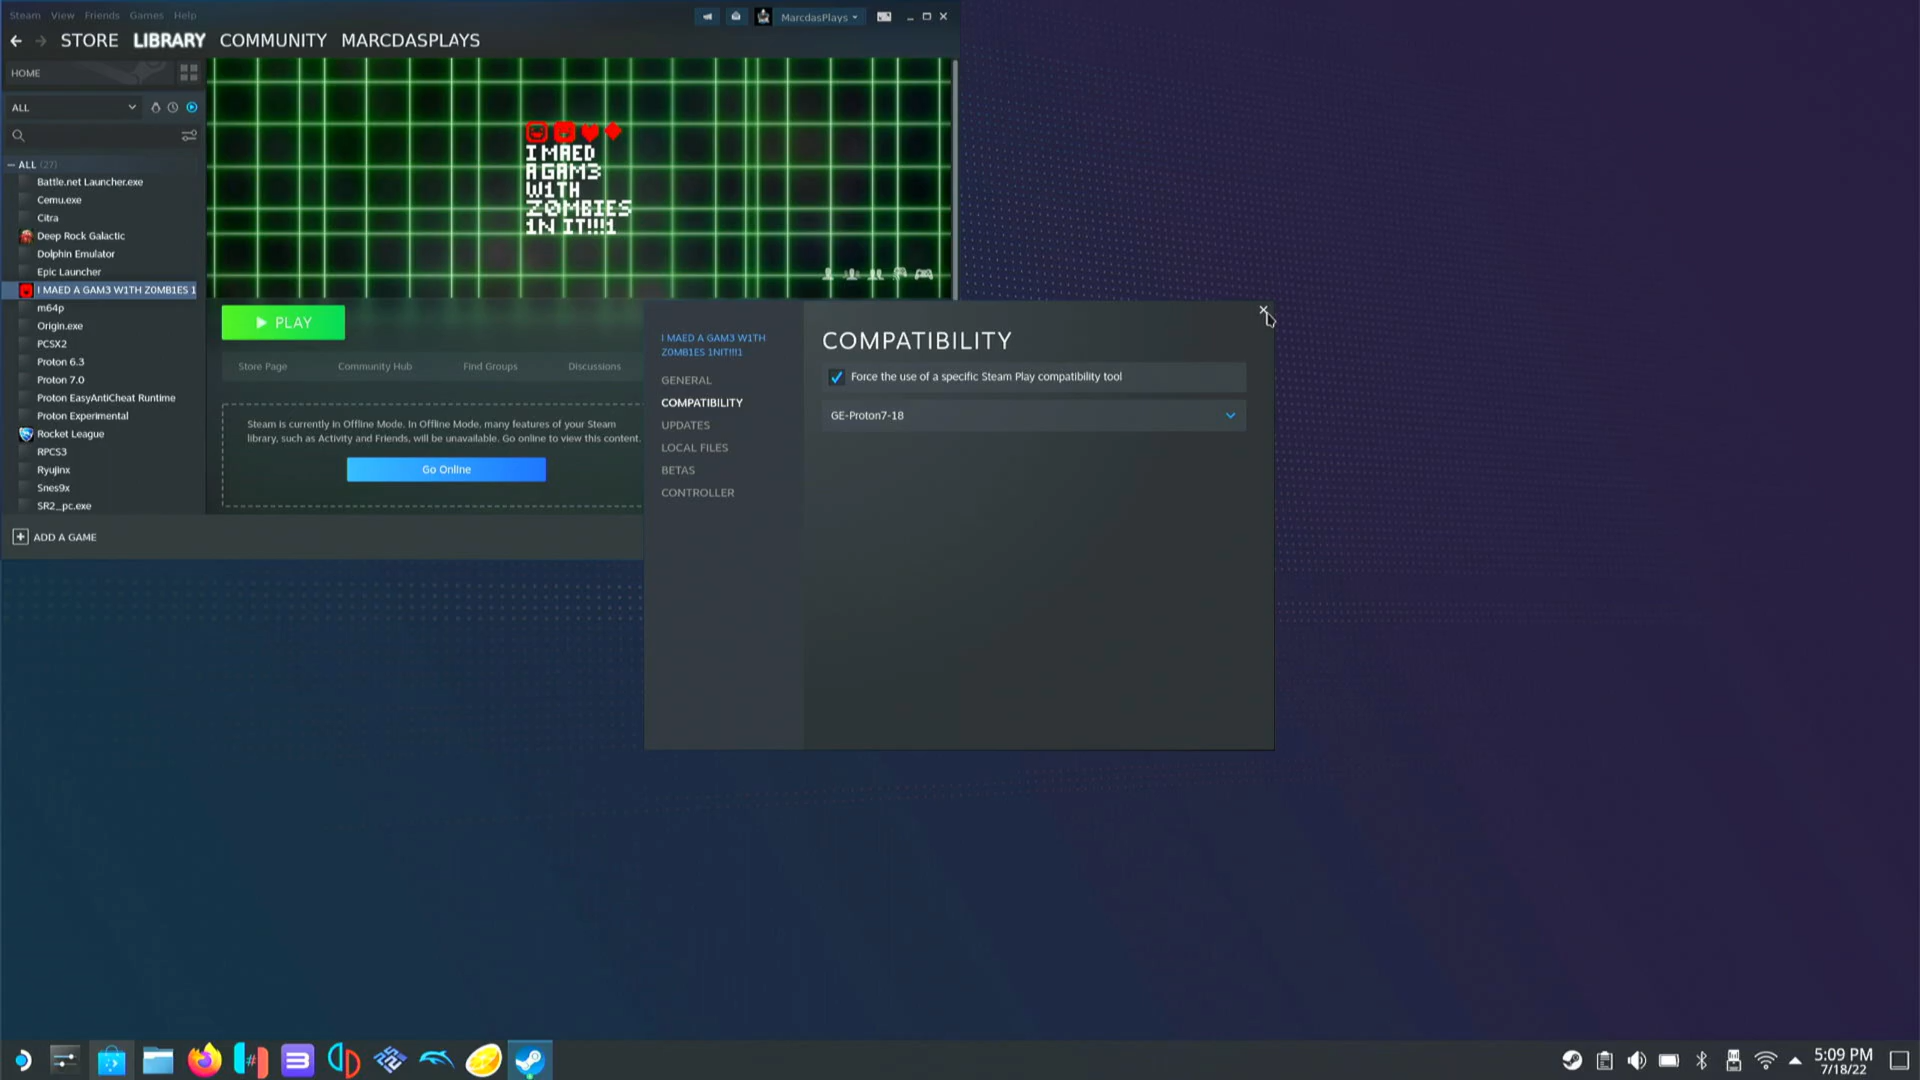 Steam View Friends Games Help
MarcdasPlays
STORE LIBRARY COMMUNITY MARCDASPLAYS
HOME
ALL
ALL (27)
Battle.net Launcher.exe
Cemu.exe
Citra
Deep Rock Galactic
Dolphin Emulator
Epic Launcher
I MAED A GAM3 W1TH Z0MB1ES 1
m64p
Origin.exe
PCSX2
Proton 6.3
Proton 7.0
Proton EasyAntiCheat Runtime
Proton Experimental
Rocket League
RPCS3
Ryujinx
Snes9x
SR2_pc.exe
ADD A GAME
I MAED
A GAM3
W1TH
Z0MBIES
1N IT!!!1
PLAY
Store Page Community Hub Find Groups Discussions
Steam is currently in Offline Mode. In Offline Mode, many features of your Steam
library, such as Activity and Friends, will be unavailable. Go online to view this content.
Go Online
I MAED A GAM3 W1TH
Z0MB1ES 1NIT!!!1
GENERAL
COMPATIBILITY
UPDATES
LOCAL FILES
BETAS
CONTROLLER
COMPATIBILITY
Force the use of a specific Steam Play compatibility tool
GE-Proton7-18
5:09 PM
7/18/22